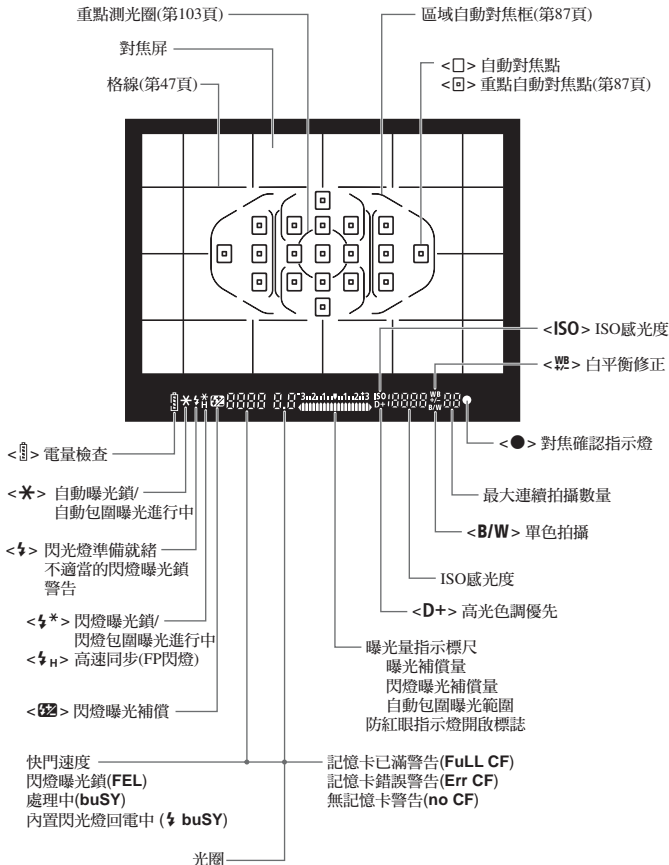 重點測光圈(第103頁)
區域自動對焦框(第87頁)
對焦屏
<□> 自動對焦點
<⊡> 重點自動對焦點(第87頁)
格線(第47頁)
<ISO> ISO感光度
<WB +/-> 白平衡修正
3..2..1..▼..1..2..3 ISO WB +/-
D+ B/W
<●> 對焦確認指示燈
<🔋> 電量檢查
<✱> 自動曝光鎖/
自動包圍曝光進行中
最大連續拍攝數量
<B/W> 單色拍攝
<⚡> 閃光燈準備就緒
不適當的閃燈曝光鎖
警告
ISO感光度
<D+> 高光色調優先
<⚡*> 閃燈曝光鎖/
閃燈包圍曝光進行中
<⚡H> 高速同步(FP閃燈)
曝光量指示標尺
曝光補償量
閃燈曝光補償量
自動包圍曝光範圍
防紅眼指示燈開啟標誌
<⚡±> 閃燈曝光補償
快門速度
閃燈曝光鎖(FEL)
處理中(buSY)
內置閃光燈回電中 (⚡ buSY)
記憶卡已滿警告(FuLL CF)
記憶卡錯誤警告(Err CF)
無記憶卡警告(no CF)
光圈